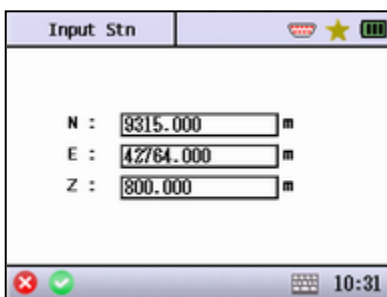 Input Stn
N : 9315.000 m
E : 42764.000 m
Z : 800.000 m
10:31